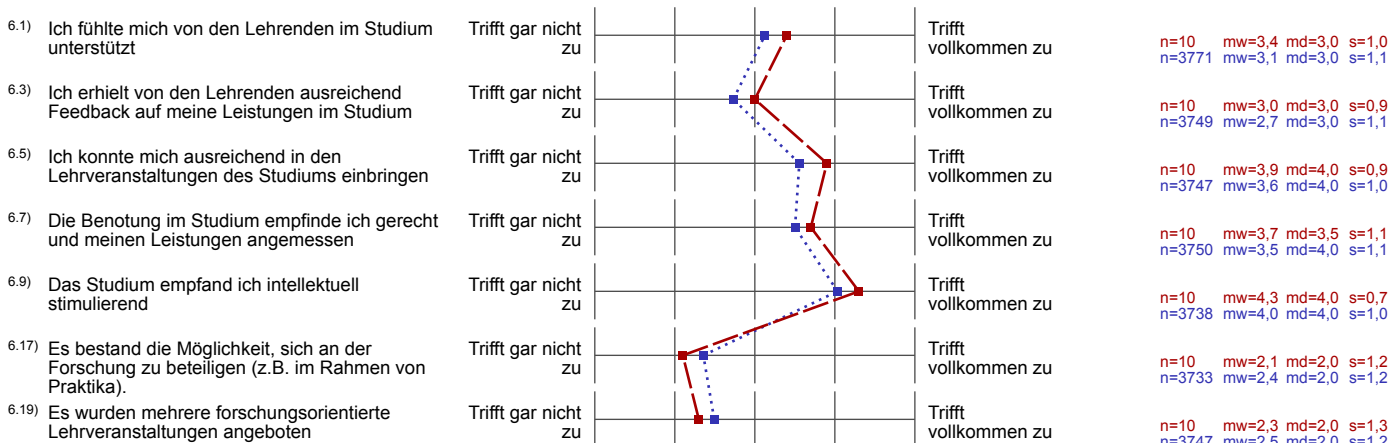 6.1) Ich fühlte mich von den Lehrenden im Studium
unterstützt
Trifft gar nicht
zu
Trifft
vollkommen zu
n=10 mw=3,4 md=3,0 s=1,0
n=3771 mw=3,1 md=3,0 s=1,1
6.3) Ich erhielt von den Lehrenden ausreichend
Feedback auf meine Leistungen im Studium
Trifft gar nicht
zu
Trifft
vollkommen zu
n=10 mw=3,0 md=3,0 s=0,9
n=3749 mw=2,7 md=3,0 s=1,1
6.5) Ich konnte mich ausreichend in den
Lehrveranstaltungen des Studiums einbringen
Trifft gar nicht
zu
Trifft
vollkommen zu
n=10 mw=3,9 md=4,0 s=0,9
n=3747 mw=3,6 md=4,0 s=1,0
6.7) Die Benotung im Studium empfinde ich gerecht
und meinen Leistungen angemessen
Trifft gar nicht
zu
Trifft
vollkommen zu
n=10 mw=3,7 md=3,5 s=1,1
n=3750 mw=3,5 md=4,0 s=1,1
6.9) Das Studium empfand ich intellektuell
stimulierend
Trifft gar nicht
zu
Trifft
vollkommen zu
n=10 mw=4,3 md=4,0 s=0,7
n=3738 mw=4,0 md=4,0 s=1,0
6.17) Es bestand die Möglichkeit, sich an der
Forschung zu beteiligen (z.B. im Rahmen von
Praktika).
Trifft gar nicht
zu
Trifft
vollkommen zu
n=10 mw=2,1 md=2,0 s=1,2
n=3733 mw=2,4 md=2,0 s=1,2
6.19) Es wurden mehrere forschungsorientierte
Lehrveranstaltungen angeboten
Trifft gar nicht
zu
Trifft
vollkommen zu
n=10 mw=2,3 md=2,0 s=1,3
n=3747 mw=2,5 md=2,0 s=1,2